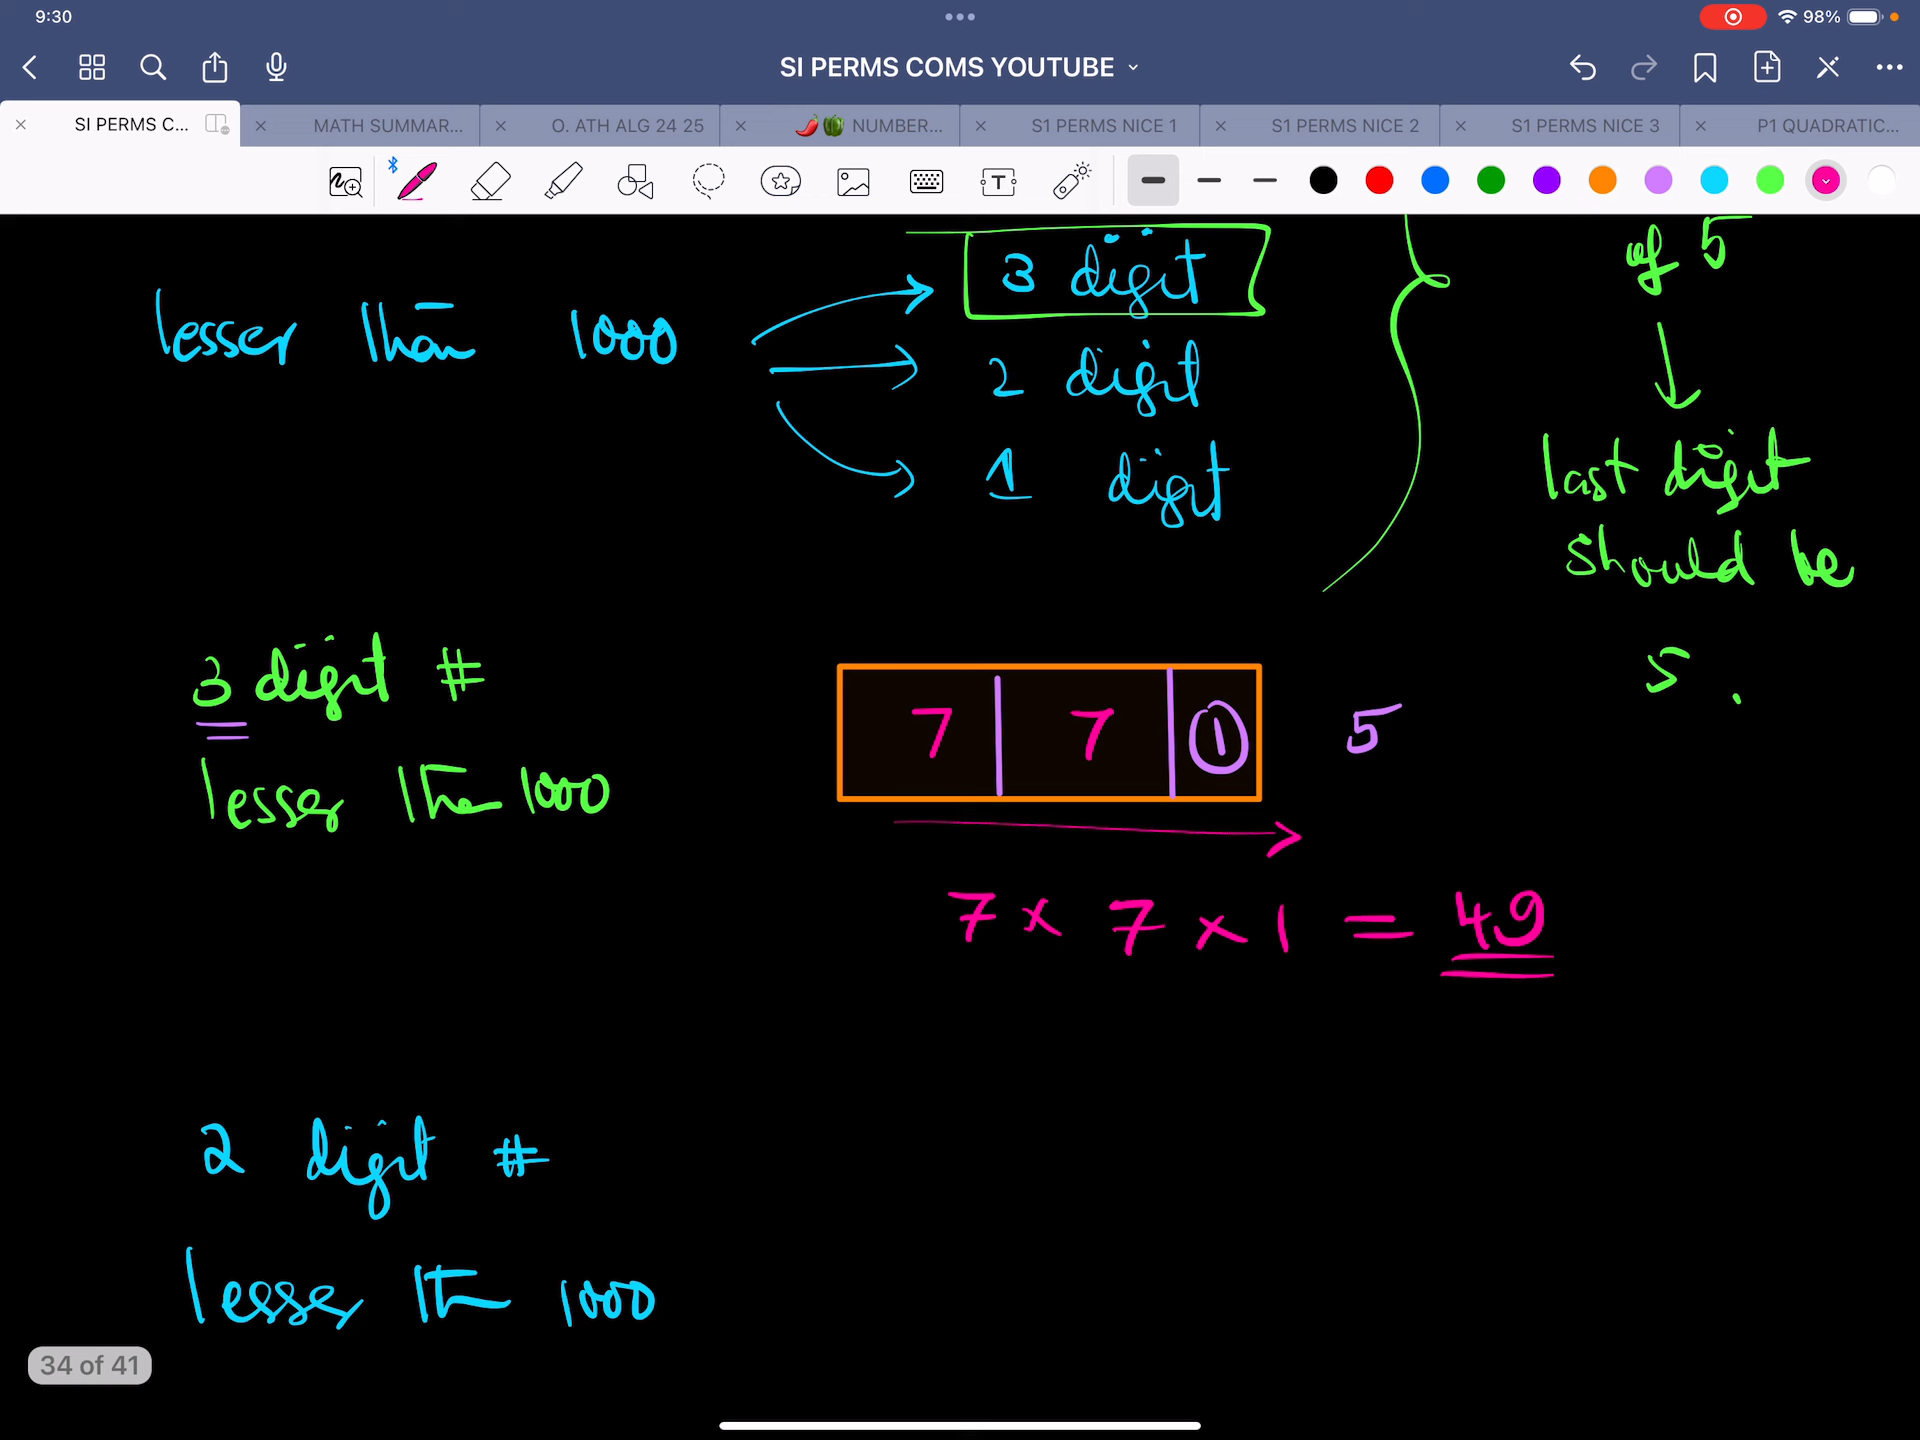 9:30
98%
SI PERMS COMS YOUTUBE
SI PERMS C...
MATH SUMMAR...
O. ATH ALG 24 25
🌶️🫑 NUMBER...
S1 PERMS NICE 1
S1 PERMS NICE 2
S1 PERMS NICE 3
P1 QUADRATIC...
3 digit
of 5
lesser than 1000
2 digit
1 digit
last digit
should be
5 .
3 digit #
lesser than 1000
7 7 1 5
7 × 7 × 1 = 49
2 digit #
lesser th 1000
34 of 41